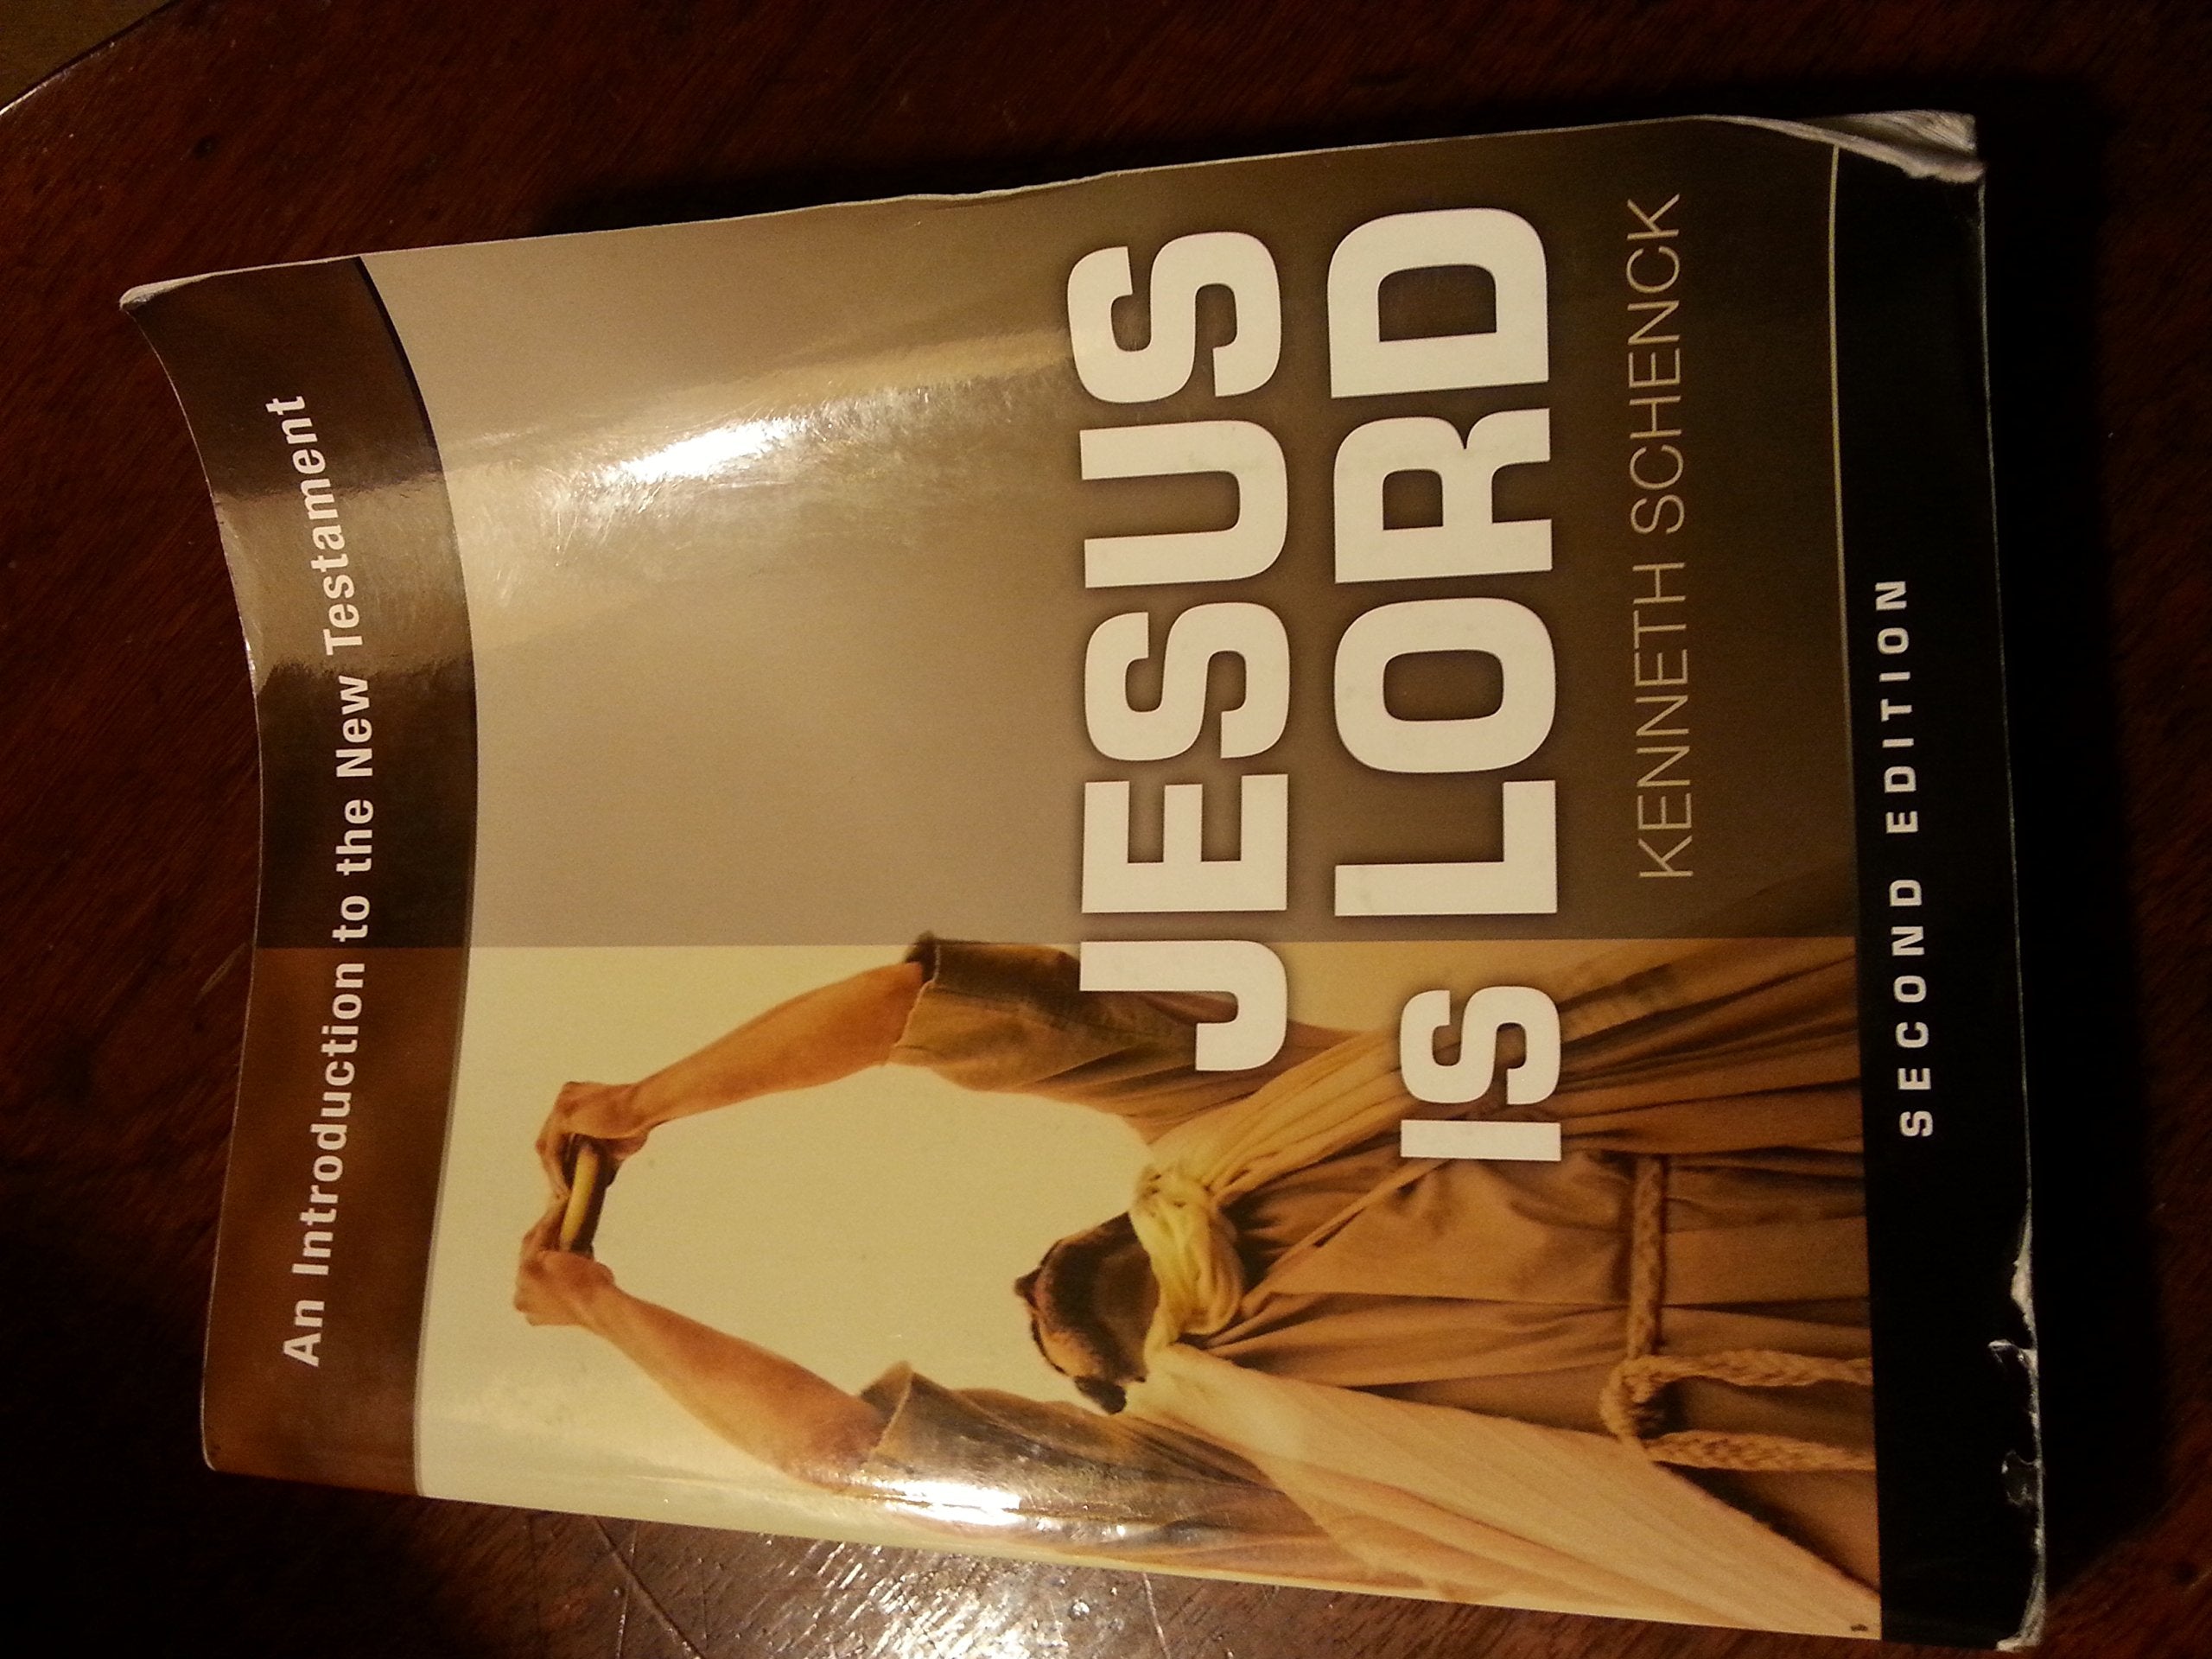 An Introduction to the New Testament
JESUS
IS LORD
KENNETH SCHENCK
SECOND EDITION